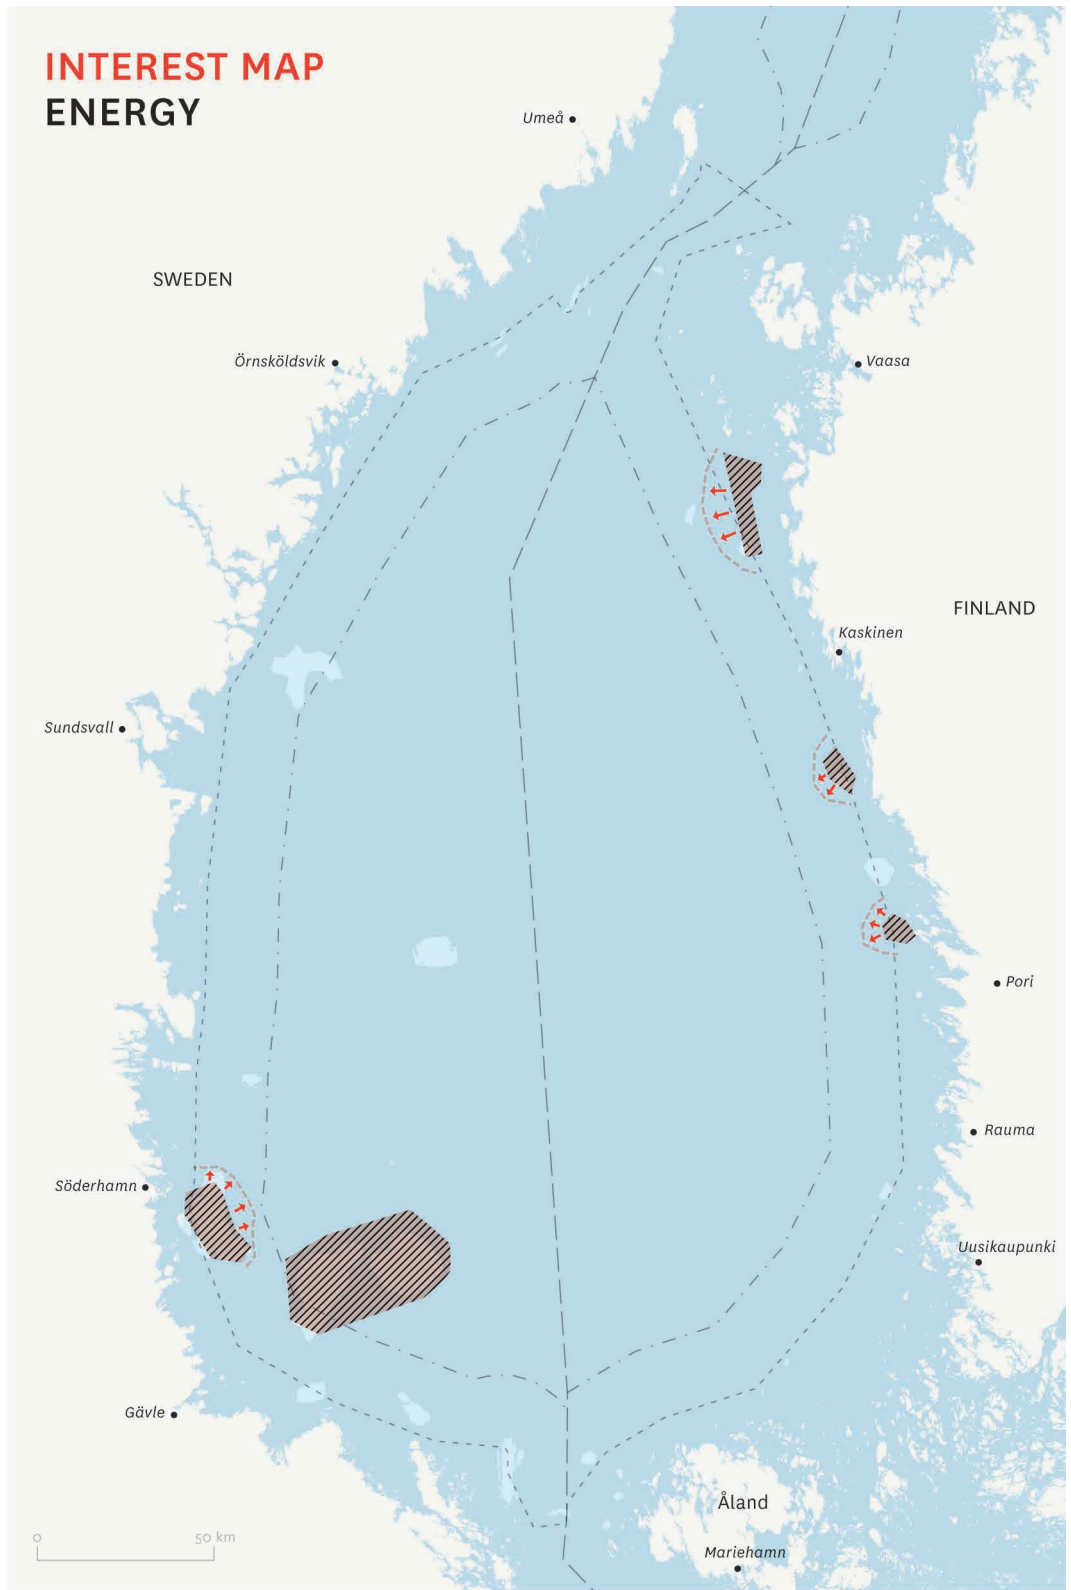 INTEREST MAP
ENERGY
Umeå
SWEDEN
Örnsköldsvik
Vaasa
FINLAND
Kaskinen
Sundsvall
Pori
Rauma
Söderhamn
Uusikaupunki
Gävle
Åland
0 50 km
Mariehamn